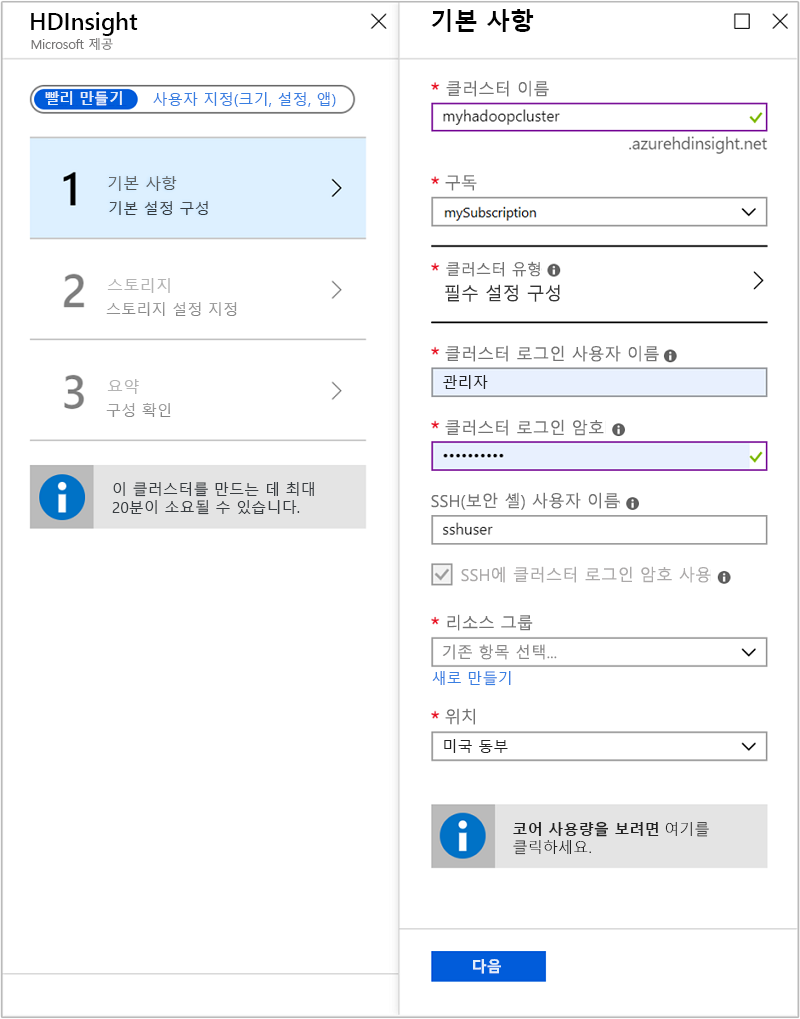 HDInsight
Microsoft 제공
빨리 만들기
사용자 지정(크기, 설정, 앱)
1
기본 사항
기본 설정 구성
2
스토리지
스토리지 설정 지정
3
요약
구성 확인
이 클러스터를 만드는 데 최대
20분이 소요될 수 있습니다.
기본 사항
* 클러스터 이름
myhadoopcluster
.azurehdinsight.net
* 구독
mySubscription
* 클러스터 유형
필수 설정 구성
* 클러스터 로그인 사용자 이름
관리자
* 클러스터 로그인 암호
••••••••••
SSH(보안 셸) 사용자 이름
sshuser
SSH에 클러스터 로그인 암호 사용
* 리소스 그룹
기존 항목 선택...
새로 만들기
* 위치
미국 동부
코어 사용량을 보려면 여기를
클릭하세요.
다음